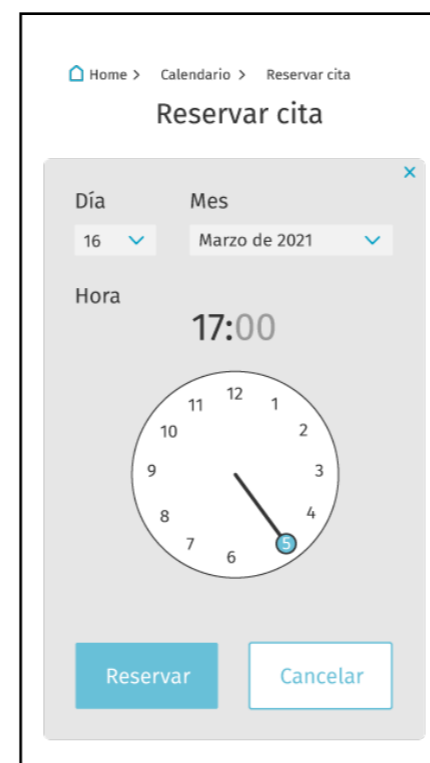 Home > Calendario > Reservar cita
Reservar cita
×
Día Mes
16 Marzo de 2021
Hora
17:00
12
11 1
10 2
9 3
8 4
7 5
6
Reservar Cancelar